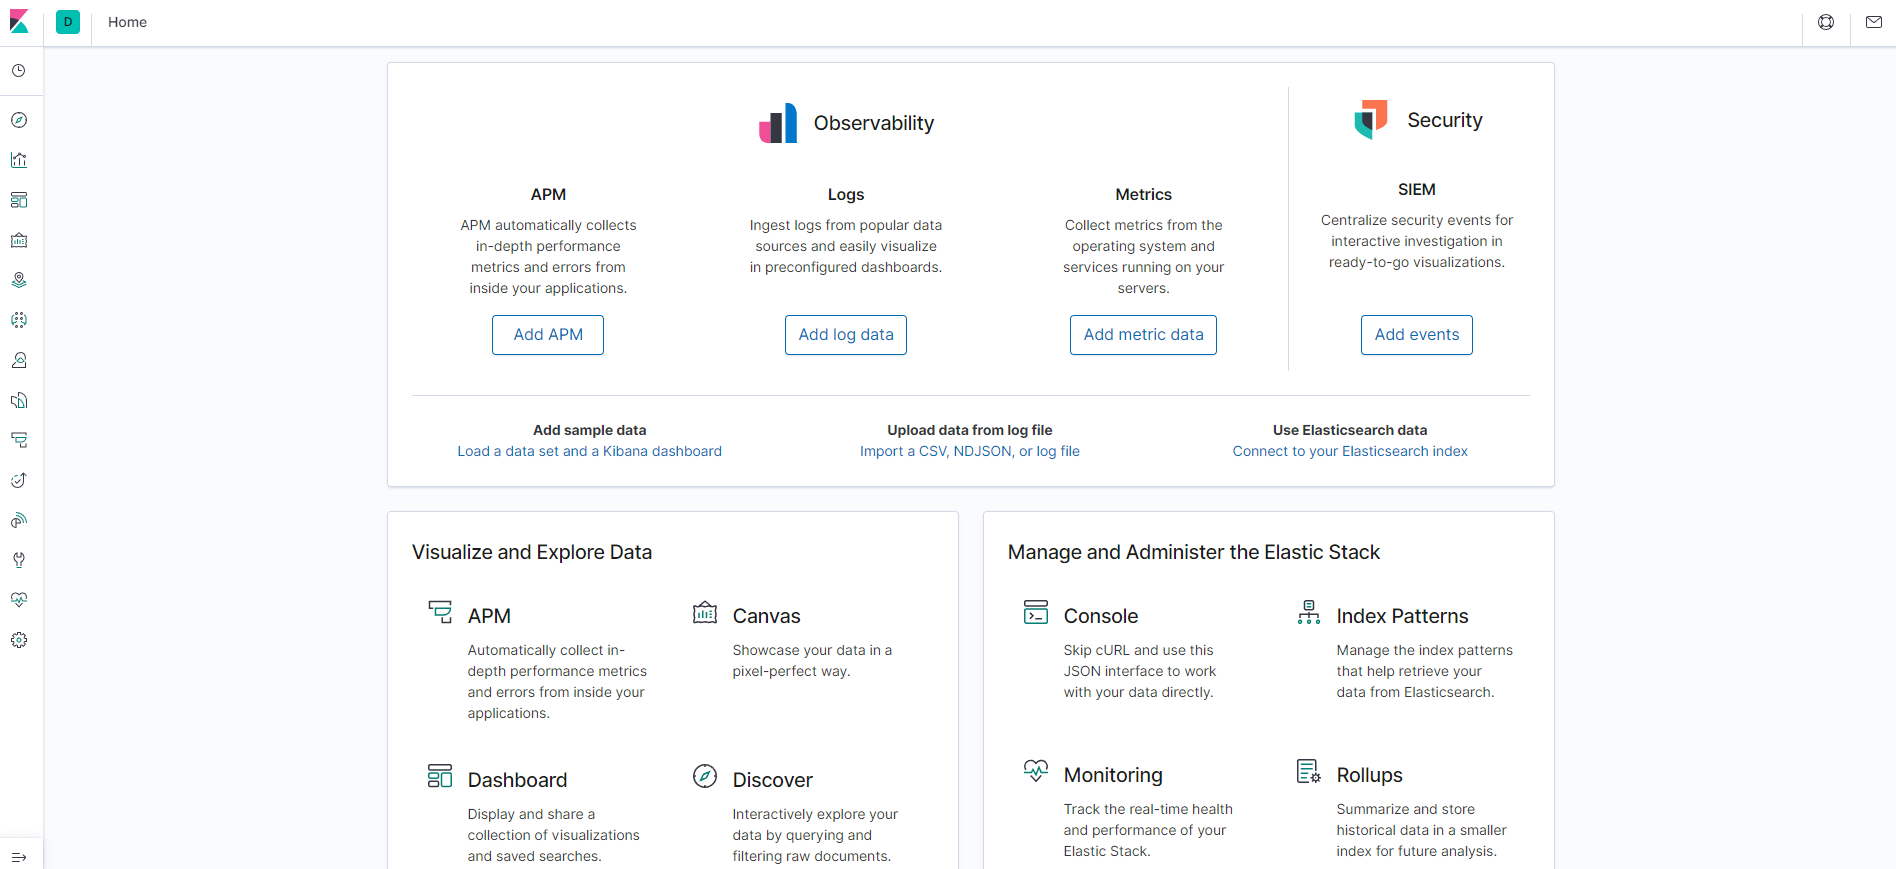 D
Home
Observability
Security
APM
APM automatically collects
in-depth performance
metrics and errors from
inside your applications.
Add APM
Logs
Ingest logs from popular data
sources and easily visualize
in preconfigured dashboards.
Add log data
Metrics
Collect metrics from the
operating system and
services running on your
servers.
Add metric data
SIEM
Centralize security events for
interactive investigation in
ready-to-go visualizations.
Add events
Add sample data
Load a data set and a Kibana dashboard
Upload data from log file
Import a CSV, NDJSON, or log file
Use Elasticsearch data
Connect to your Elasticsearch index
Visualize and Explore Data
APM
Automatically collect in-
depth performance metrics
and errors from inside your
applications.
Canvas
Showcase your data in a
pixel-perfect way.
Dashboard
Display and share a
collection of visualizations
and saved searches.
Discover
Interactively explore your
data by querying and
filtering raw documents.
Manage and Administer the Elastic Stack
Console
Skip cURL and use this
JSON interface to work
with your data directly.
Index Patterns
Manage the index patterns
that help retrieve your
data from Elasticsearch.
Monitoring
Track the real-time health
and performance of your
Elastic Stack.
Rollups
Summarize and store
historical data in a smaller
index for future analysis.